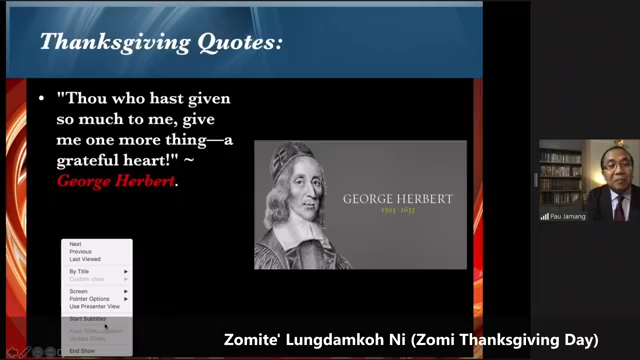 Thanksgiving Quotes:
• "Thou who hast given
so much to me, give
me one more thing—a
grateful heart!" ~
George Herbert.
GEORGE HERBERT
1593 - 1633
Pau Jamang
Next
Previous
Last Viewed
By Title
Custom show
Screen
Pointer Options
Use Presenter View
Start Subtitles
End Show
Zomite' Lungdamkoh Ni (Zomi Thanksgiving Day)